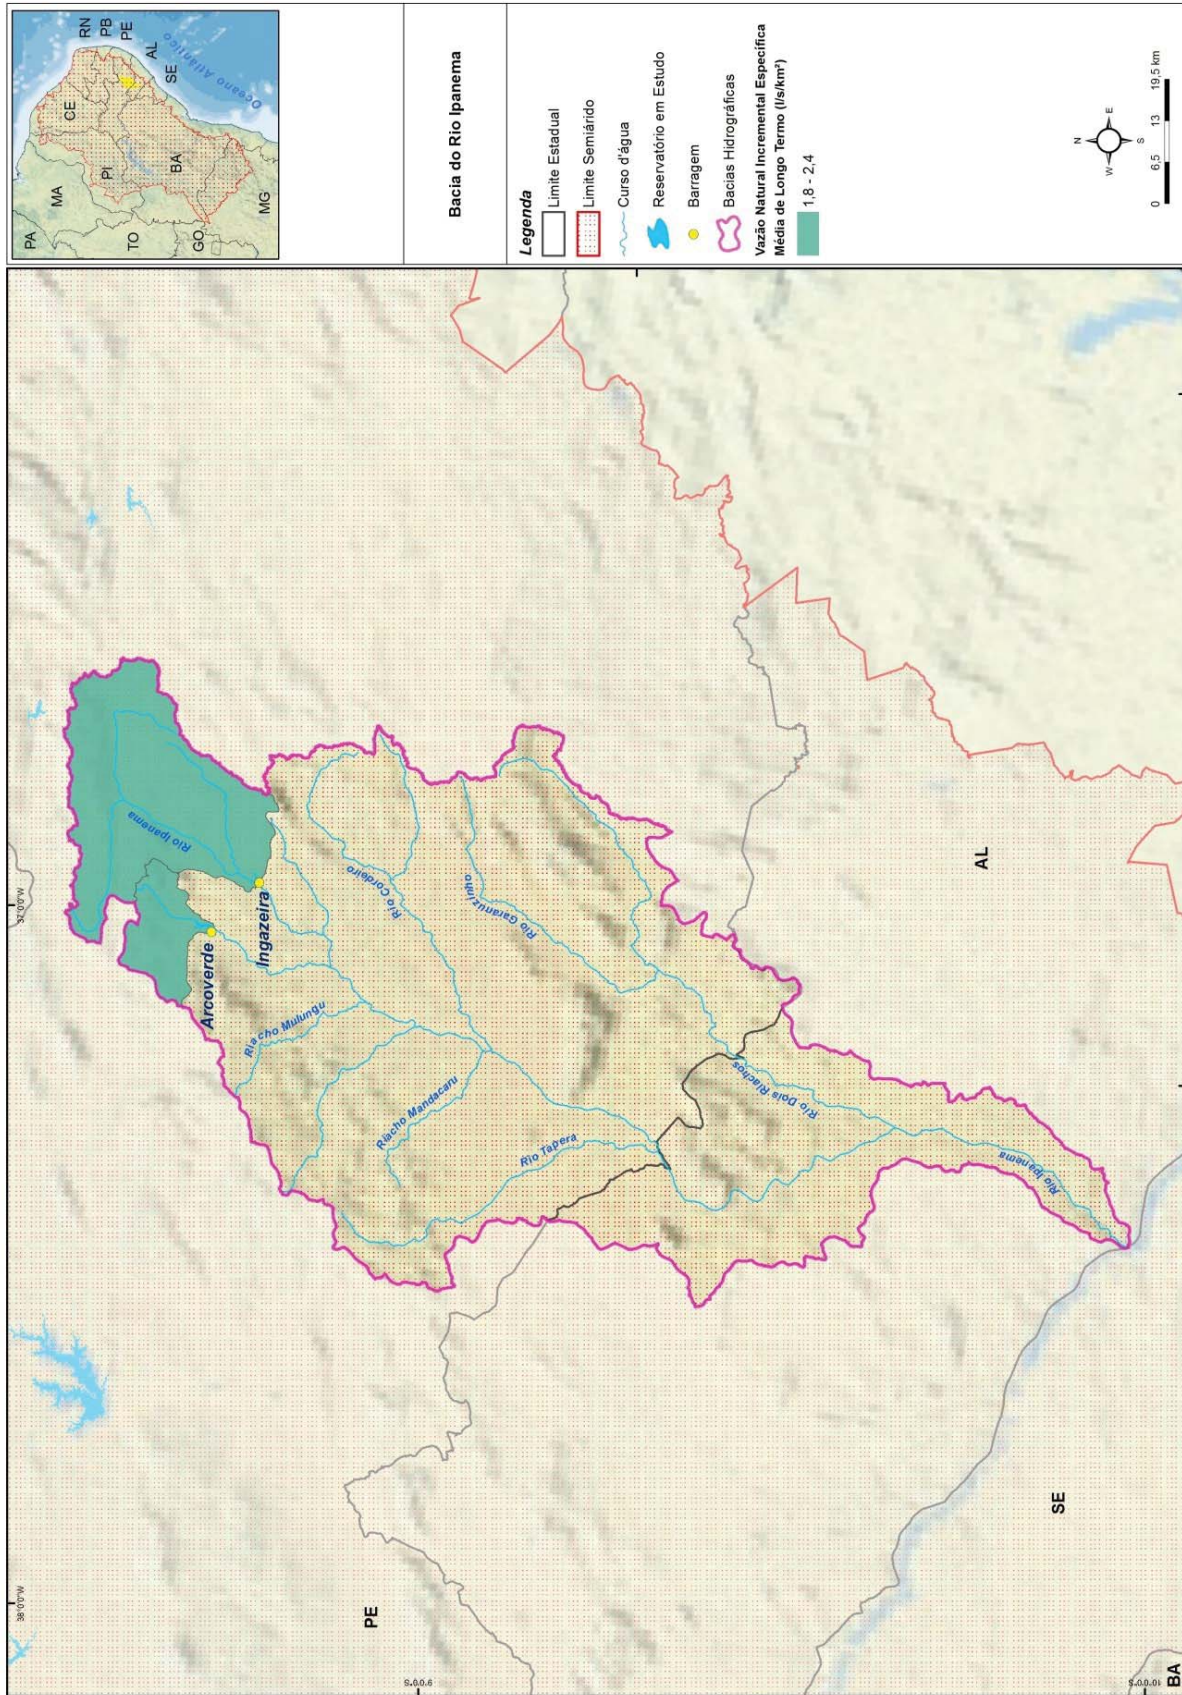 PA
MA
CE
RN
PB
PE
AL
SE
PI
TO
BA
GO
MG
Oceano Atlântico
Bacia do Rio Ipanema
Legenda
Limite Estadual
Limite Semiárido
Curso d'água
Reservatório em Estudo
Barragem
Bacias Hidrográficas
Vazão Natural Incremental Específica
Média de Longo Termo (l/s/km²)
1,8 - 2,4
N
W
E
S
0 6,5 13 19,5 km
38°0'0"W
37°0'0"W
9°0'0"S
10°0'0"S
Rio Ipanema
Arcoverde
Ingazeira
Riacho Mulungu
Rio Cordeiro
Riacho Mandacaru
Rio Garanzuinho
Rio Tapera
Rio Dois Riachos
Rio Ipanema
PE
AL
SE
BA